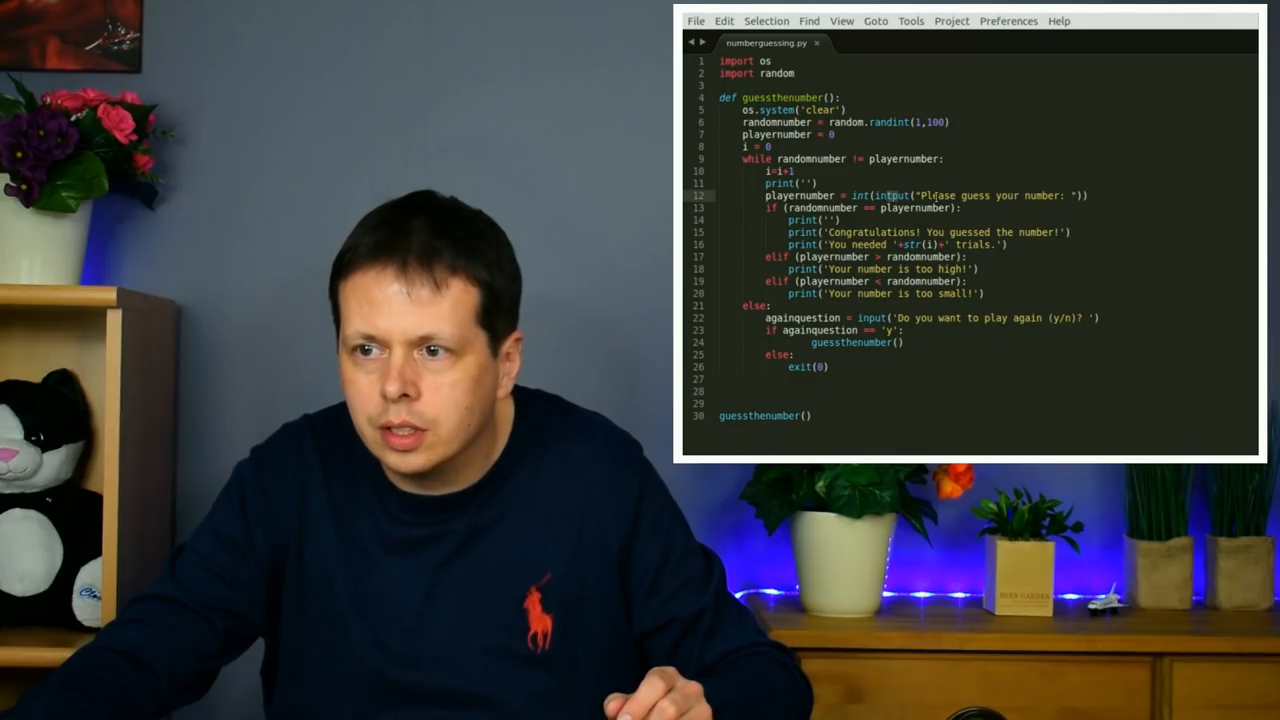 File Edit Selection Find View Goto Tools Project Preferences Help
numberguessing.py ×
1 import os
2 import random
3
4 def guessthenumber():
5 os.system('clear')
6 randomnumber = random.randint(1,100)
7 playernumber = 0
8 i = 0
9 while randomnumber != playernumber:
10 i=i+1
11 print('')
12 playernumber = int(intput("Please guess your number: "))
13 if (randomnumber == playernumber):
14 print('')
15 print('Congratulations! You guessed the number!')
16 print('You needed '+str(i)+' trials.')
17 elif (playernumber > randomnumber):
18 print('Your number is too high!')
19 elif (playernumber < randomnumber):
20 print('Your number is too small!')
21 else:
22 againquestion = input('Do you want to play again (y/n)? ')
23 if againquestion == 'y':
24 guessthenumber()
25 else:
26 exit(0)
27
28
29
30 guessthenumber()
HERB GARDEN